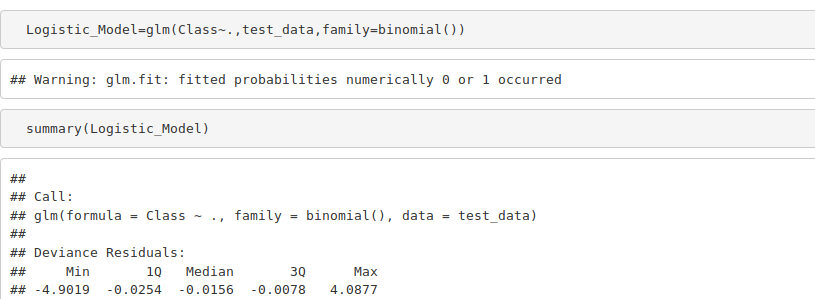 Logistic_Model=glm(Class~.,test_data,family=binomial())
## Warning: glm.fit: fitted probabilities numerically 0 or 1 occurred
summary(Logistic_Model)
##
## Call:
## glm(formula = Class ~ ., family = binomial(), data = test_data)
##
## Deviance Residuals:
##     Min       1Q   Median       3Q      Max
## -4.9019  -0.0254  -0.0156  -0.0078   4.0877